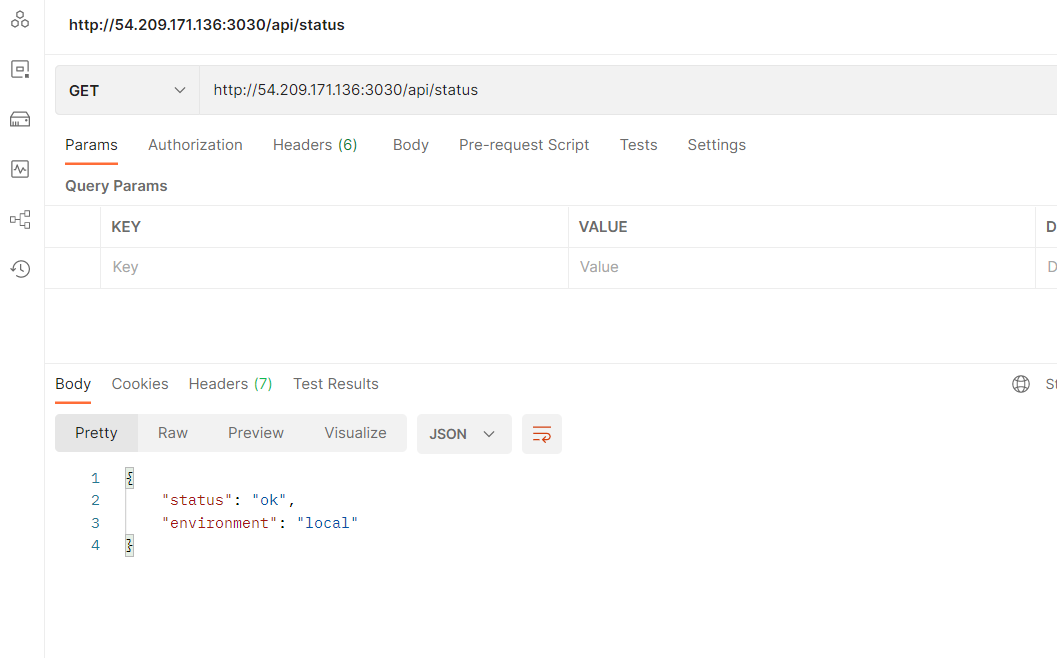 http://54.209.171.136:3030/api/status
GET http://54.209.171.136:3030/api/status
Params Authorization Headers (6) Body Pre-request Script Tests Settings
Query Params
KEY VALUE D
Key Value D
Body Cookies Headers (7) Test Results St
Pretty Raw Preview Visualize JSON
1 {
2 "status": "ok",
3 "environment": "local"
4 }